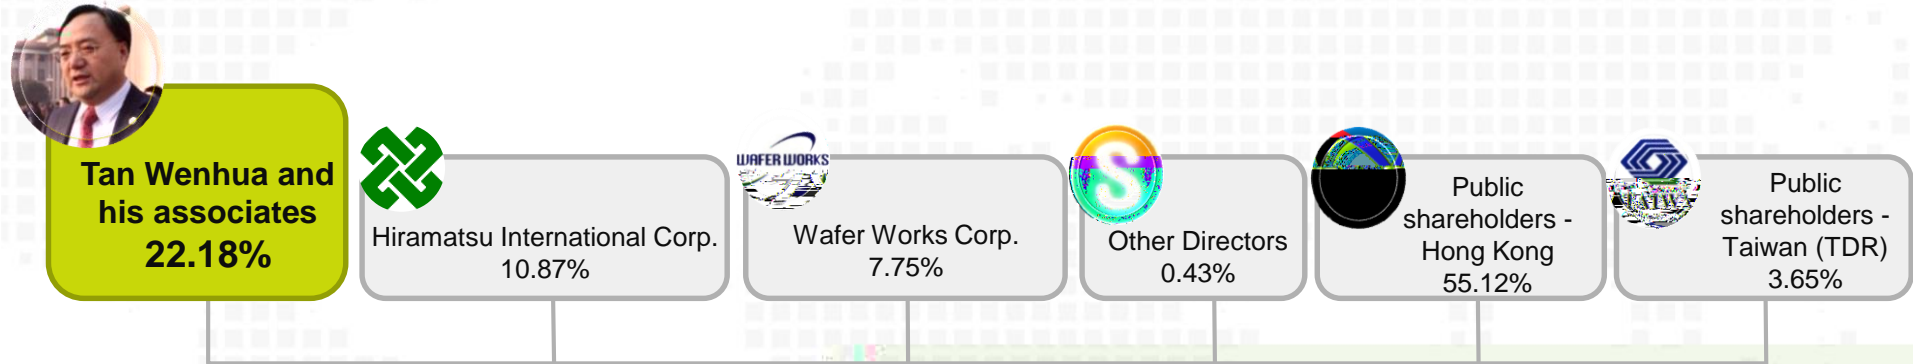 Tan Wenhua and
his associates
22.18%
Hiramatsu International Corp.
10.87%
WAFER WORKS
Wafer Works Corp.
7.75%
S
Other Directors
0.43%
Public
shareholders -
Hong Kong
55.12%
Public
shareholders -
Taiwan (TDR)
3.65%